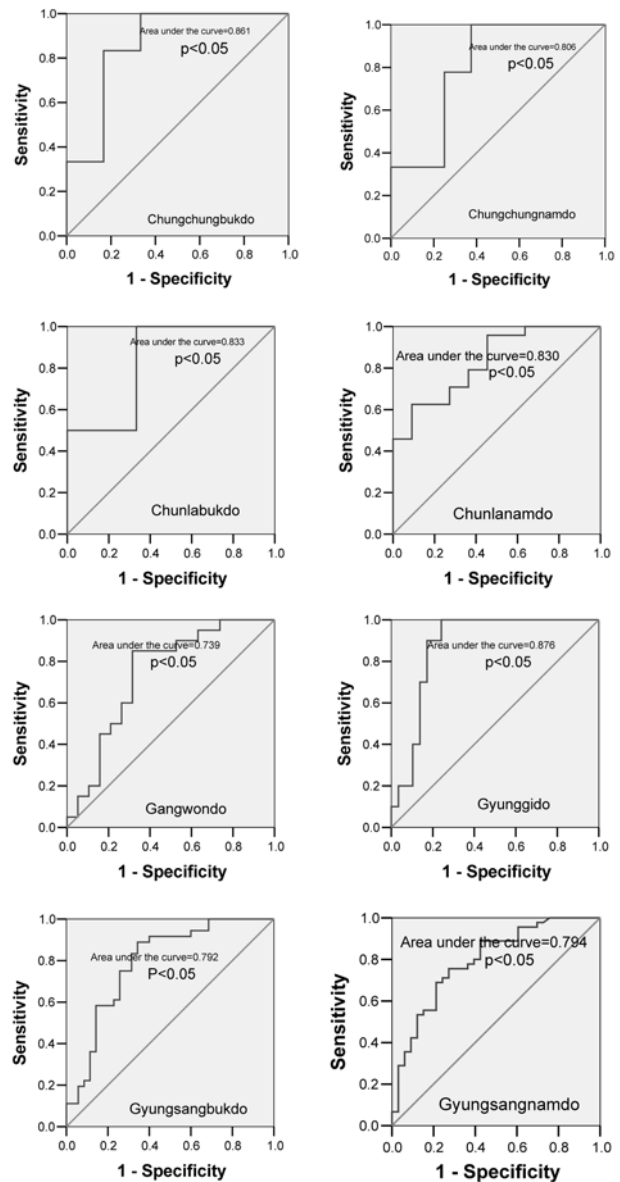 1.0
Area under the curve=0.861
p<0.05
0.8
0.6
Sensitivity
0.4
0.2
Chungchungbukdo
0.0
0.0 0.2 0.4 0.6 0.8 1.0
1 - Specificity
1.0
Area under the curve=0.806
p<0.05
0.8
0.6
Sensitivity
0.4
0.2
Chungchungnamdo
0.0
0.0 0.2 0.4 0.6 0.8 1.0
1 - Specificity
1.0
Area under the curve=0.833
p<0.05
0.8
0.6
Sensitivity
0.4
0.2
Chunlabukdo
0.0
0.0 0.2 0.4 0.6 0.8 1.0
1 - Specificity
1.0
Area under the curve=0.830
p<0.05
0.8
0.6
Sensitivity
0.4
0.2
Chunlanamdo
0.0
0.0 0.2 0.4 0.6 0.8 1.0
1 - Specificity
1.0
Area under the curve=0.739
p<0.05
0.8
0.6
Sensitivity
0.4
0.2
Gangwondo
0.0
0.0 0.2 0.4 0.6 0.8 1.0
1 - Specificity
1.0
Area under the curve=0.876
p<0.05
0.8
0.6
Sensitivity
0.4
0.2
Gyunggido
0.0
0.0 0.2 0.4 0.6 0.8 1.0
1 - Specificity
1.0
Area under the curve=0.792
P<0.05
0.8
0.6
Sensitivity
0.4
0.2
Gyungsangbukdo
0.0
0.0 0.2 0.4 0.6 0.8 1.0
1 - Specificity
1.0
Area under the curve=0.794
p<0.05
0.8
0.6
Sensitivity
0.4
0.2
Gyungsangnamdo
0.0
0.0 0.2 0.4 0.6 0.8 1.0
1 - Specificity